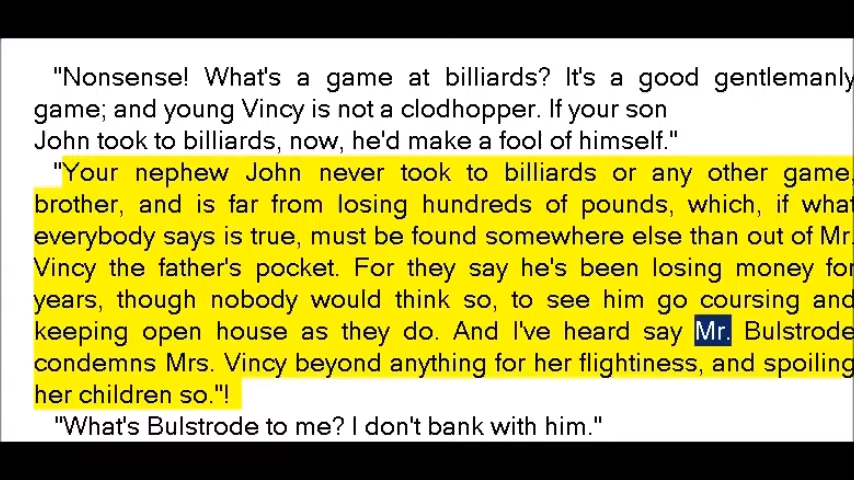 "Nonsense! What's a game at billiards? It's a good gentlemanly
game; and young Vincy is not a clodhopper. If your son
John took to billiards, now, he'd make a fool of himself."
"Your nephew John never took to billiards or any other game,
brother, and is far from losing hundreds of pounds, which, if what
everybody says is true, must be found somewhere else than out of Mr.
Vincy the father's pocket. For they say he's been losing money for
years, though nobody would think so, to see him go coursing and
keeping open house as they do. And I've heard say Mr. Bulstrode
condemns Mrs. Vincy beyond anything for her flightiness, and spoiling
her children so."!
"What's Bulstrode to me? I don't bank with him."